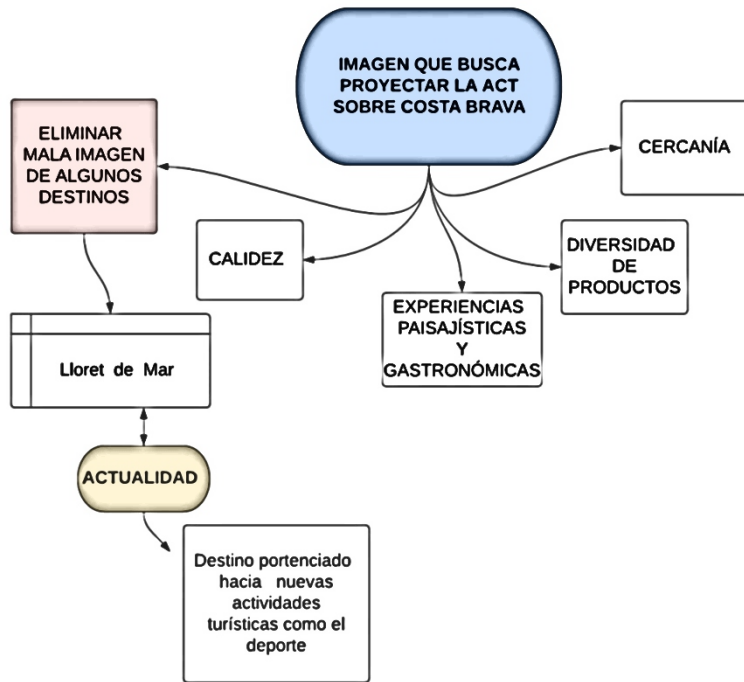 IMAGEN QUE BUSCA
PROYECTAR LA ACT
SOBRE COSTA BRAVA
ELIMINAR
MALA IMAGEN
DE ALGUNOS
DESTINOS
CERCANÍA
CALIDEZ
DIVERSIDAD
DE
PRODUCTOS
EXPERIENCIAS
PAISAJÍSTICAS
Y
GASTRONÓMICAS
Lloret de Mar
ACTUALIDAD
Destino portenciado
hacia nuevas
actividades
turísticas como el
deporte